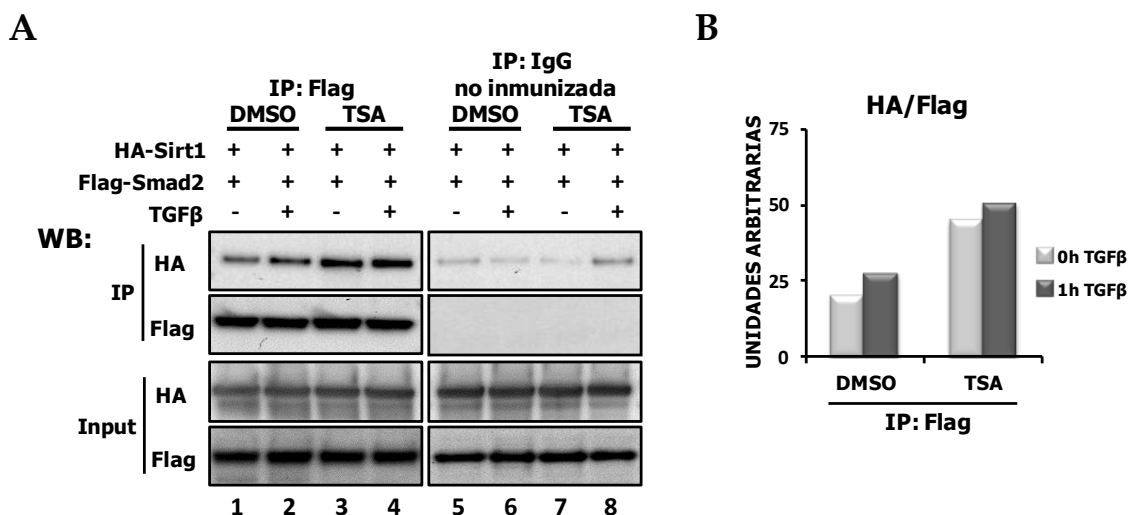 A
IP: Flag
DMSO TSA
IP: IgG
no inmunizada
DMSO TSA
HA-Sirt1 + + + + + + + +
Flag-Smad2 + + + + + + + +
TGFβ - + - + - + - +
WB:
IP
HA
Flag
Input
HA
Flag
1 2 3 4 5 6 7 8
B
HA/Flag
UNIDADES ARBITRARIAS
75
50
25
0
0h TGFβ
1h TGFβ
DMSO TSA
IP: Flag